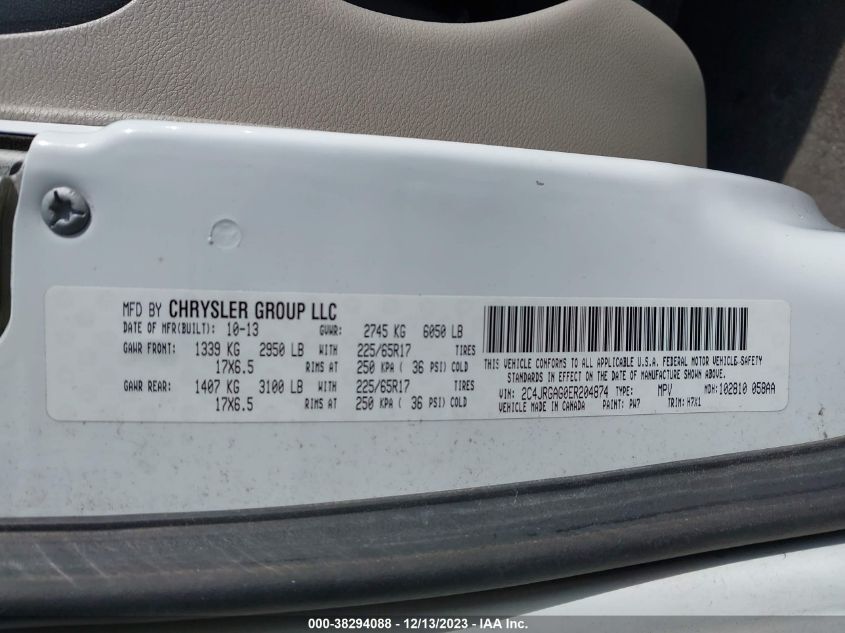 MFD BY CHRYSLER GROUP LLC
DATE OF MFR(BUILT): 10-13 GVWR: 2745 KG 6050 LB
GAWR FRONT: 1339 KG 2950 LB WITH 225/65R17 TIRES
17X6.5 RIMS AT 250 KPA ( 36 PSI) COLD
GAWR REAR: 1407 KG 3100 LB WITH 225/65R17 TIRES
17X6.5 RIMS AT 250 KPA ( 36 PSI) COLD
THIS VEHICLE CONFORMS TO ALL APPLICABLE U.S.A. FEDERAL MOTOR VEHICLE SAFETY
STANDARDS IN EFFECT ON THE DATE OF MANUFACTURE SHOWN ABOVE.
VIN: 2C4JRGAG0ER204874 TYPE: MPV MDH: 102810 059AA
VEHICLE MADE IN CANADA PAINT: PW7 TRIM: H7X1
000-38294088 - 12/13/2023 - IAA Inc.